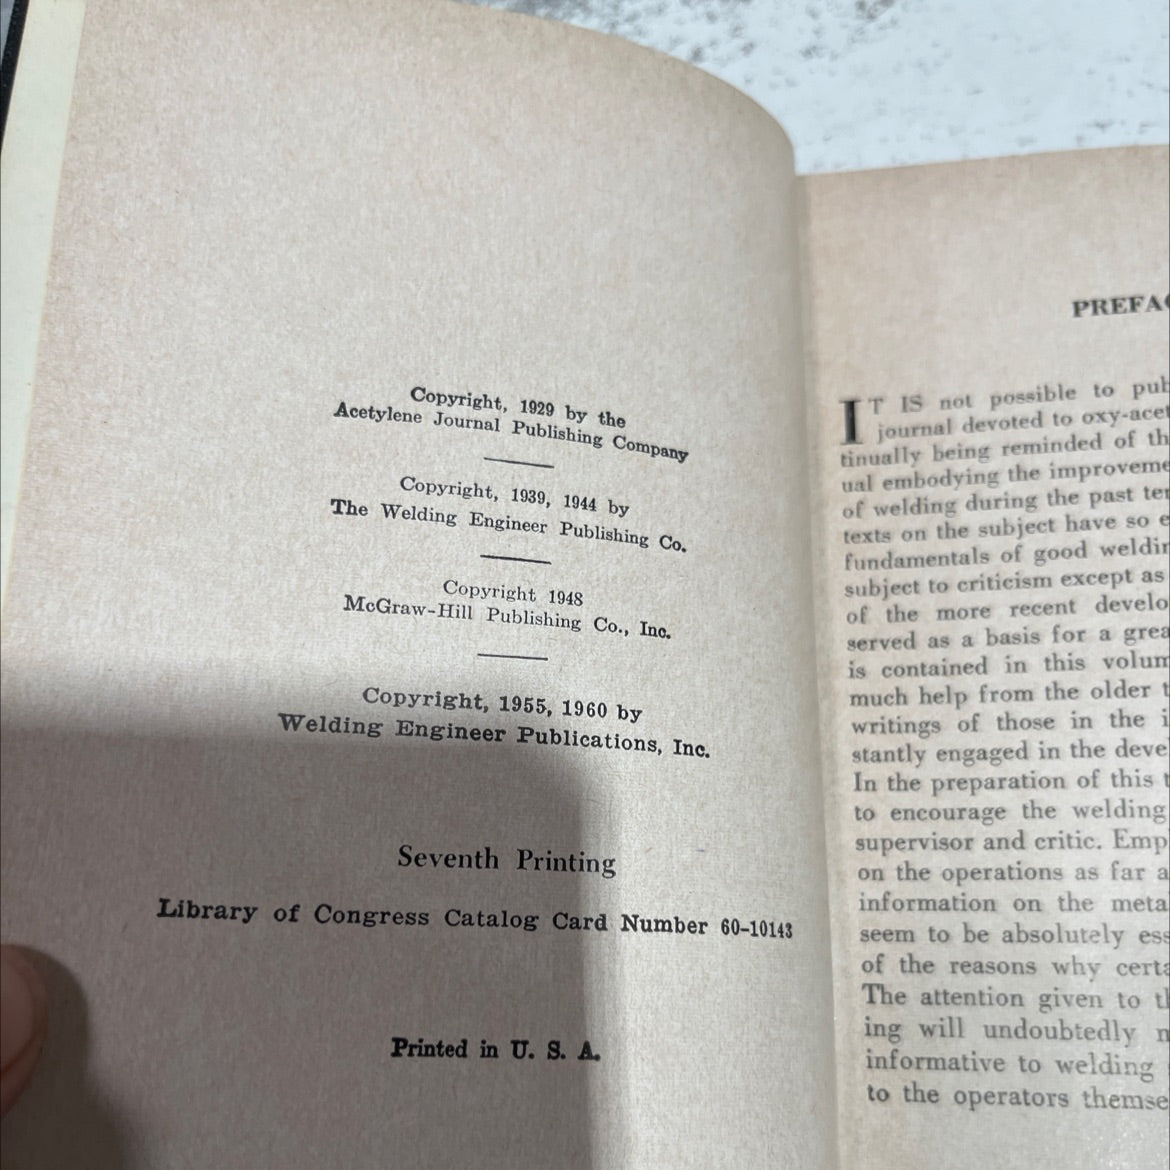 Copyright, 1929 by the
Acetylene Journal Publishing Company
Copyright, 1939, 1944 by
The Welding Engineer Publishing Co.
Copyright 1948
McGraw-Hill Publishing Co., Inc.
Copyright, 1955, 1960 by
Welding Engineer Publications, Inc.
Seventh Printing
Library of Congress Catalog Card Number 60-10143
Printed in U. S. A.
PREFAC
IT IS not possible to pub
journal devoted to oxy-acet
tinually being reminded of th
ual embodying the improveme
of welding during the past ter
texts on the subject have so e
fundamentals of good weldin
subject to criticism except as
of the more recent develo
served as a basis for a grea
is contained in this volum
much help from the older t
writings of those in the i
stantly engaged in the deve
In the preparation of this t
to encourage the welding
supervisor and critic. Emp
on the operations as far a
information on the meta
seem to be absolutely ess
of the reasons why certa
The attention given to th
ing will undoubtedly n
informative to welding
to the operators themse